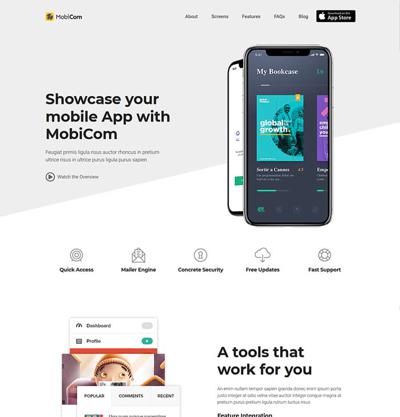 MobiCom
About
Screens
Features
FAQs
Blog
App Store
Showcase your
mobile App with
MobiCom
Feugiat primis ligula risus auctor rhoncus in pretium
ultrice risus in ultrice purus ligula purus sapien
Watch the Overview
My Bookcase
global
growth.
Sortir a Cannes
4.7
Quick Access
Mailer Engine
Concrete Security
Free Updates
Fast Support
Dashboard
Profile
POPULAR
COMMENTS
RECENT
A tools that
work for you
An enim nullam tempor sapien gravida donec enim ipsum porta
justo integer at odio velna vitae auctor integer congue magna at
pretium purus pretium ligula rutrum luctus risus
Feature Integration